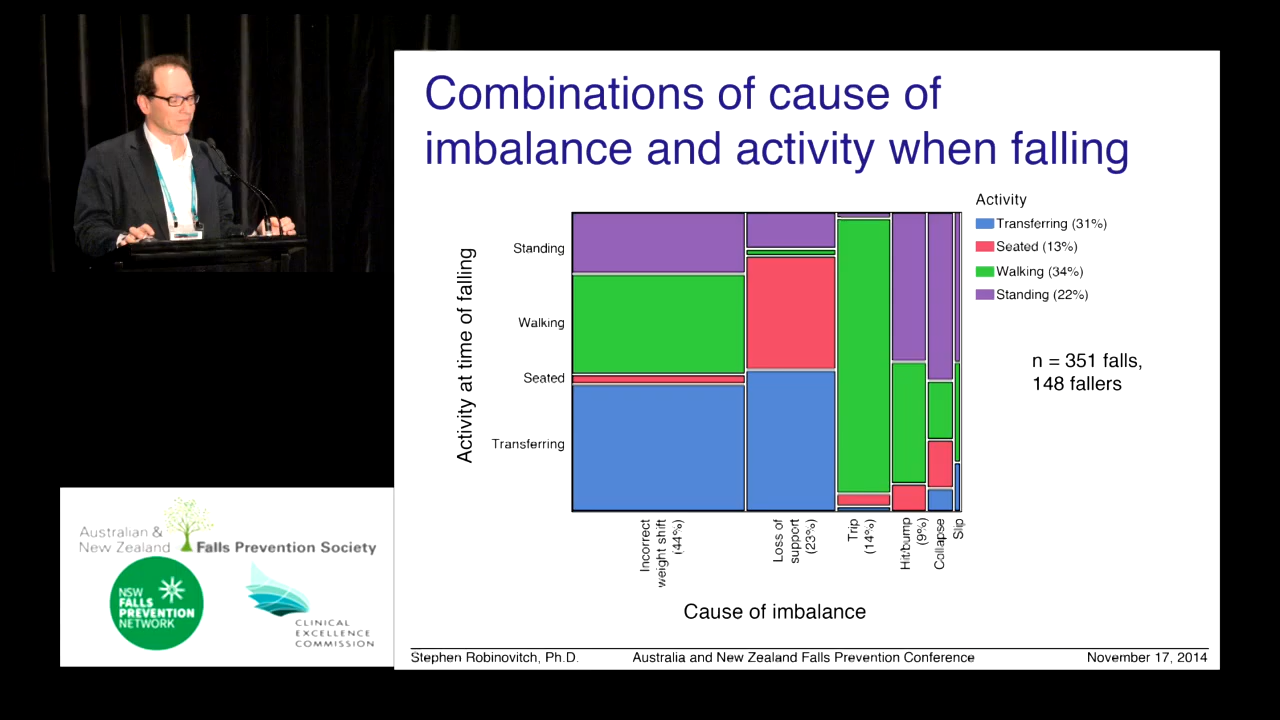 Combinations of cause of
imbalance and activity when falling
Activity
Transferring (31%)
Seated (13%)
Walking (34%)
Standing (22%)
n = 351 falls,
148 fallers
Activity at time of falling
Standing
Walking
Seated
Transferring
Incorrect
weight shift
(44%)
Loss of
support
(23%)
Trip
(14%)
Hit/bump
(9%)
Collapse
Slip
Cause of imbalance
Stephen Robinovitch, Ph.D.
Australia and New Zealand Falls Prevention Conference
November 17, 2014
Australian &
New Zealand Falls Prevention Society
NSW
FALLS
PREVENTION
NETWORK
CLINICAL
EXCELLENCE
COMMISSION